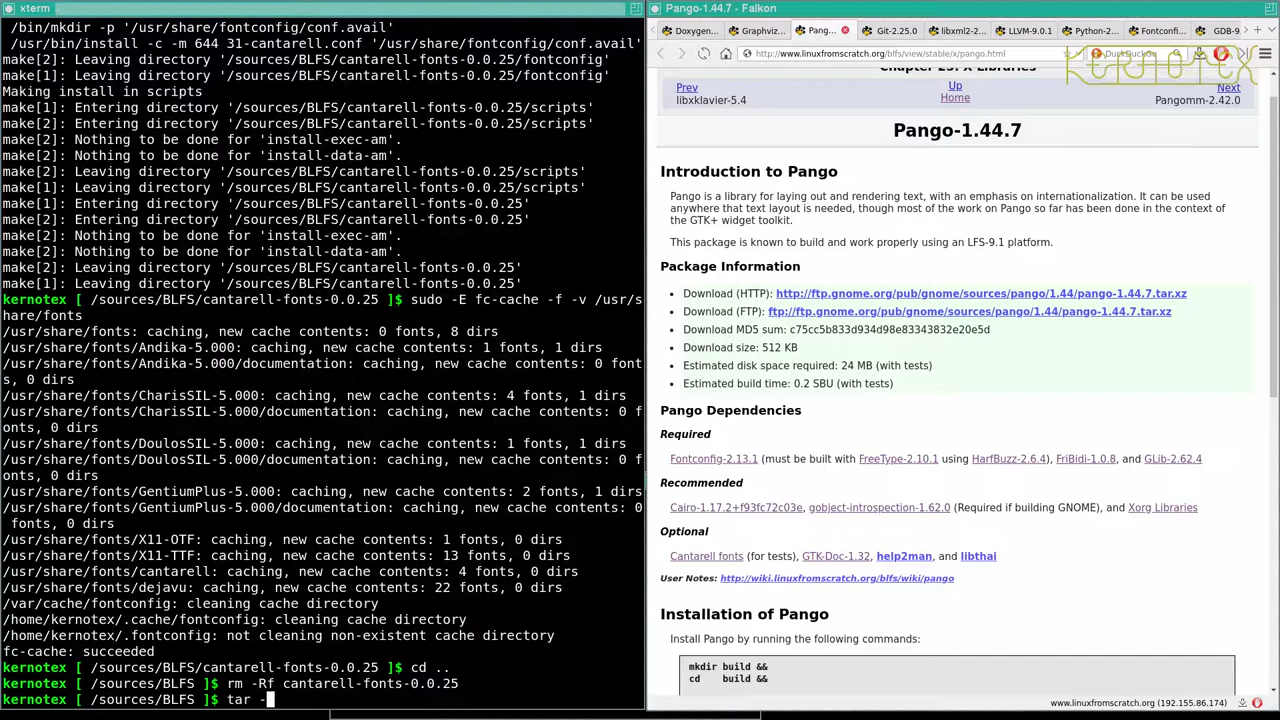 xterm
/bin/mkdir -p '/usr/share/fontconfig/conf.avail'
/usr/bin/install -c -m 644 31-cantarell.conf '/usr/share/fontconfig/conf.avail'
make[2]: Leaving directory '/sources/BLFS/cantarell-fonts-0.0.25/fontconfig'
make[1]: Leaving directory '/sources/BLFS/cantarell-fonts-0.0.25/fontconfig'
Making install in scripts
make[1]: Entering directory '/sources/BLFS/cantarell-fonts-0.0.25/scripts'
make[2]: Entering directory '/sources/BLFS/cantarell-fonts-0.0.25/scripts'
make[2]: Nothing to be done for 'install-exec-am'.
make[2]: Nothing to be done for 'install-data-am'.
make[2]: Leaving directory '/sources/BLFS/cantarell-fonts-0.0.25/scripts'
make[1]: Leaving directory '/sources/BLFS/cantarell-fonts-0.0.25/scripts'
make[1]: Entering directory '/sources/BLFS/cantarell-fonts-0.0.25'
make[2]: Entering directory '/sources/BLFS/cantarell-fonts-0.0.25'
make[2]: Nothing to be done for 'install-exec-am'.
make[2]: Nothing to be done for 'install-data-am'.
make[2]: Leaving directory '/sources/BLFS/cantarell-fonts-0.0.25'
make[1]: Leaving directory '/sources/BLFS/cantarell-fonts-0.0.25'
kernotex [ /sources/BLFS/cantarell-fonts-0.0.25 ]$ sudo -E fc-cache -f -v /usr/s
hare/fonts
/usr/share/fonts: caching, new cache contents: 0 fonts, 8 dirs
/usr/share/fonts/Andika-5.000: caching, new cache contents: 1 fonts, 1 dirs
/usr/share/fonts/Andika-5.000/documentation: caching, new cache contents: 0 font
s, 0 dirs
/usr/share/fonts/CharisSIL-5.000: caching, new cache contents: 4 fonts, 1 dirs
/usr/share/fonts/CharisSIL-5.000/documentation: caching, new cache contents: 0 f
onts, 0 dirs
/usr/share/fonts/DoulosSIL-5.000: caching, new cache contents: 1 fonts, 1 dirs
/usr/share/fonts/DoulosSIL-5.000/documentation: caching, new cache contents: 0 f
onts, 0 dirs
/usr/share/fonts/GentiumPlus-5.000: caching, new cache contents: 2 fonts, 1 dirs
/usr/share/fonts/GentiumPlus-5.000/documentation: caching, new cache contents: 0
fonts, 0 dirs
/usr/share/fonts/X11-OTF: caching, new cache contents: 1 fonts, 0 dirs
/usr/share/fonts/X11-TTF: caching, new cache contents: 13 fonts, 0 dirs
/usr/share/fonts/cantarell: caching, new cache contents: 4 fonts, 0 dirs
/usr/share/fonts/dejavu: caching, new cache contents: 22 fonts, 0 dirs
/var/cache/fontconfig: cleaning cache directory
/home/kernotex/.cache/fontconfig: cleaning cache directory
/home/kernotex/.fontconfig: not cleaning non-existent cache directory
fc-cache: succeeded
kernotex [ /sources/BLFS/cantarell-fonts-0.0.25 ]$ cd ..
kernotex [ /sources/BLFS ]$ rm -Rf cantarell-fonts-0.0.25
kernotex [ /sources/BLFS ]$ tar -
Pango-1.44.7 - Falkon
Doxygen... Graphviz... Pang... Git-2.25.0 libxml2-... LLVM-9.0.1 Python-2... Fontconfi... GDB-9
http://www.linuxfromscratch.org/blfs/view/stable/x/pango.html DuckDuckGo
KERNOTEX
Chapter 25. X Libraries
Prev Up Next
libxklavier-5.4 Home Pangomm-2.42.0
Pango-1.44.7
Introduction to Pango
Pango is a library for laying out and rendering text, with an emphasis on internationalization. It can be used
anywhere that text layout is needed, though most of the work on Pango so far has been done in the context of
the GTK+ widget toolkit.
This package is known to build and work properly using an LFS-9.1 platform.
Package Information
• Download (HTTP): http://ftp.gnome.org/pub/gnome/sources/pango/1.44/pango-1.44.7.tar.xz
• Download (FTP): ftp://ftp.gnome.org/pub/gnome/sources/pango/1.44/pango-1.44.7.tar.xz
• Download MD5 sum: c75cc5b833d934d98e83343832e20e5d
• Download size: 512 KB
• Estimated disk space required: 24 MB (with tests)
• Estimated build time: 0.2 SBU (with tests)
Pango Dependencies
Required
Fontconfig-2.13.1 (must be built with FreeType-2.10.1 using HarfBuzz-2.6.4), FriBidi-1.0.8, and GLib-2.62.4
Recommended
Cairo-1.17.2+f93fc72c03e, gobject-introspection-1.62.0 (Required if building GNOME), and Xorg Libraries
Optional
Cantarell fonts (for tests), GTK-Doc-1.32, help2man, and libthai
User Notes: http://wiki.linuxfromscratch.org/blfs/wiki/pango
Installation of Pango
Install Pango by running the following commands:
mkdir build &&
cd build &&
www.linuxfromscratch.org (192.155.86.174)